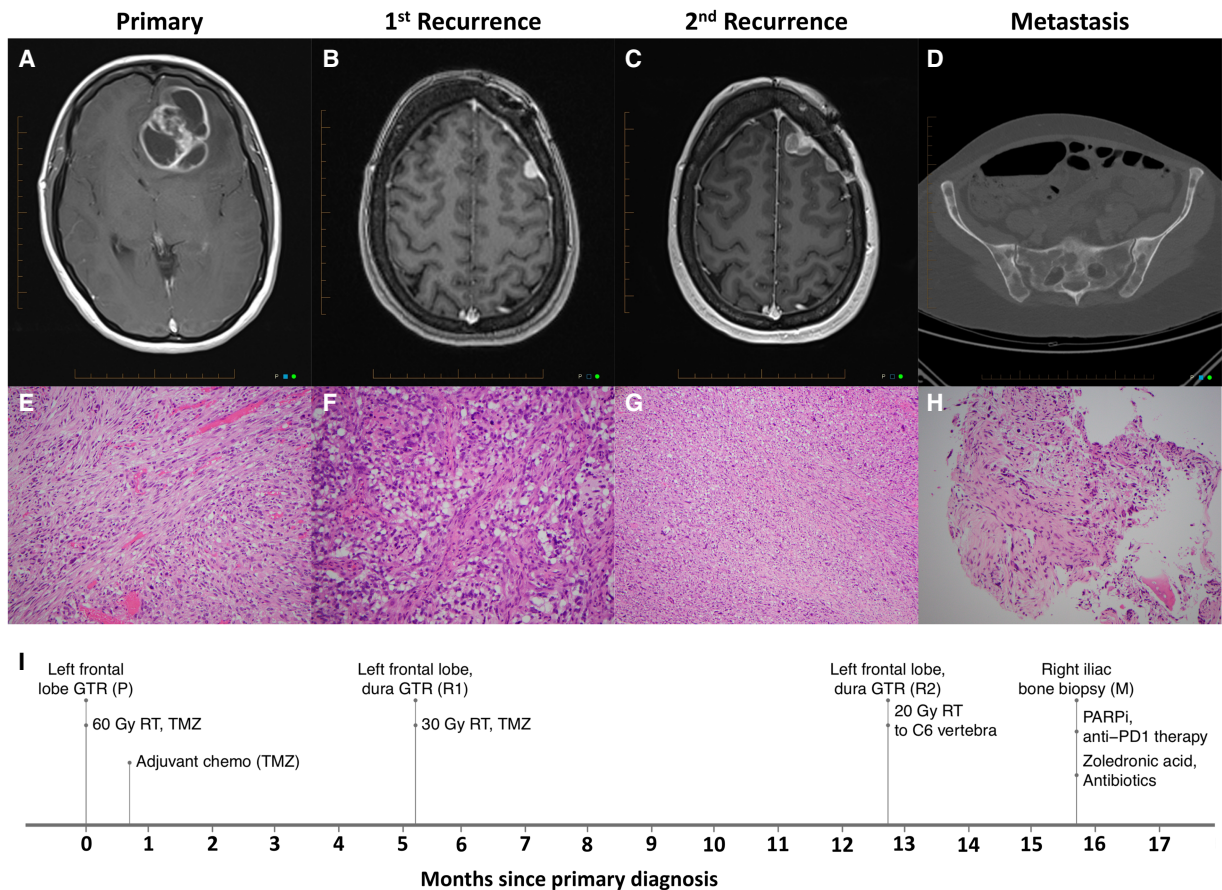 Primary
1st Recurrence
2nd Recurrence
Metastasis
A
B
C
D
P
P
P
P
E
F
G
H
I
Left frontal
lobe GTR (P)
60 Gy RT, TMZ
Adjuvant chemo (TMZ)
Left frontal lobe,
dura GTR (R1)
30 Gy RT, TMZ
Left frontal lobe,
dura GTR (R2)
20 Gy RT
to C6 vertebra
Right iliac
bone biopsy (M)
PARPi,
anti–PD1 therapy
Zoledronic acid,
Antibiotics
0 1 2 3 4 5 6 7 8 9 10 11 12 13 14 15 16 17
Months since primary diagnosis